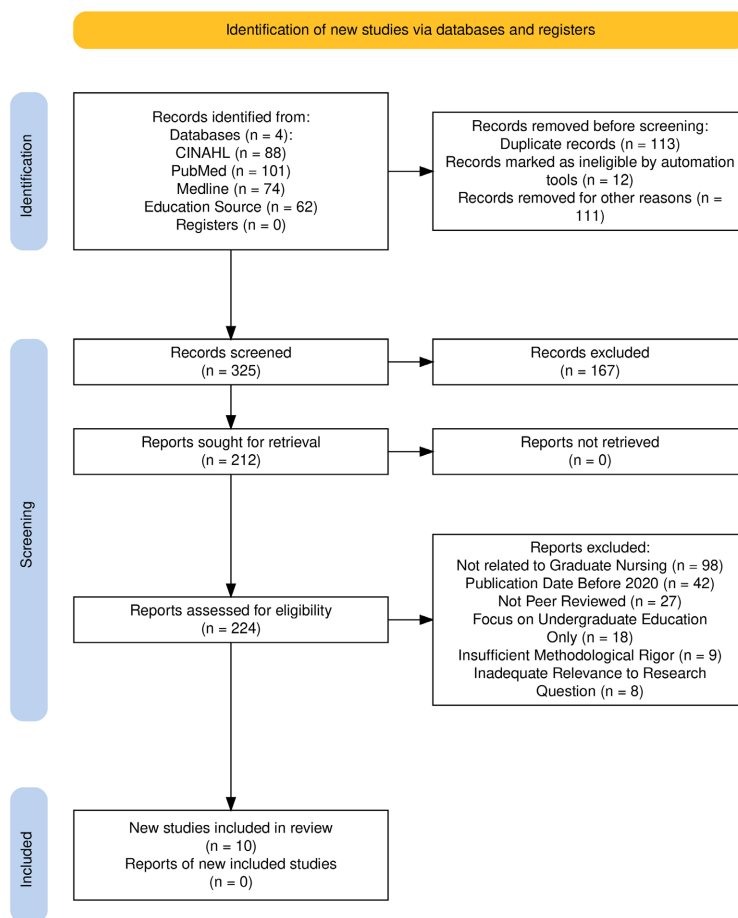 Identification of new studies via databases and registers
Identification
Records identified from:
Databases (n = 4):
CINAHL (n = 88)
PubMed (n = 101)
Medline (n = 74)
Education Source (n = 62)
Registers (n = 0)
Records removed before screening:
Duplicate records (n = 113)
Records marked as ineligible by automation
tools (n = 12)
Records removed for other reasons (n =
111)
Screening
Records screened
(n = 325)
Records excluded
(n = 167)
Reports sought for retrieval
(n = 212)
Reports not retrieved
(n = 0)
Reports assessed for eligibility
(n = 224)
Reports excluded:
Not related to Graduate Nursing (n = 98)
Publication Date Before 2020 (n = 42)
Not Peer Reviewed (n = 27)
Focus on Undergraduate Education
Only (n = 18)
Insufficient Methodological Rigor (n = 9)
Inadequate Relevance to Research
Question (n = 8)
Included
New studies included in review
(n = 10)
Reports of new included studies
(n = 0)